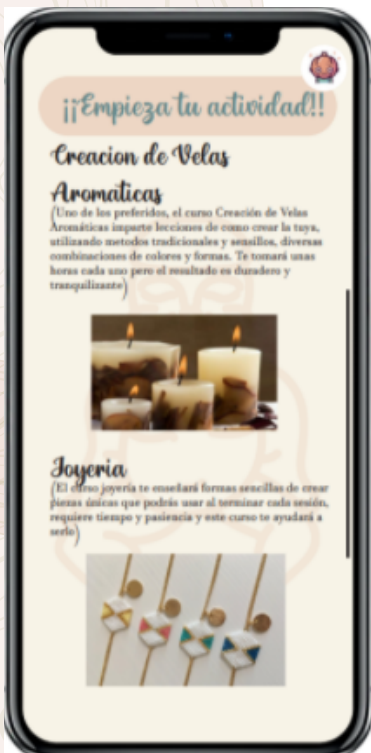 ¡¡Empieza tu actividad!!
Creacion de Velas
Aromaticas
(Uno de los preferidos, el curso Creación de Velas
Aromáticas imparte lecciones de como crear la tuya,
utilizando metodos tradicionales y sensillos, diversas
combinaciones de colores y formas. Te tomará unas
horas cada uno pero el resultado es duradero y
tranquilizante)
Joyeria
(El curso joyería te enseñará formas sencillas de crear
piezas únicas que podrás usar al terminar cada sesión,
requiere tiempo y pasiencia y este curso te ayudará a
serlo)